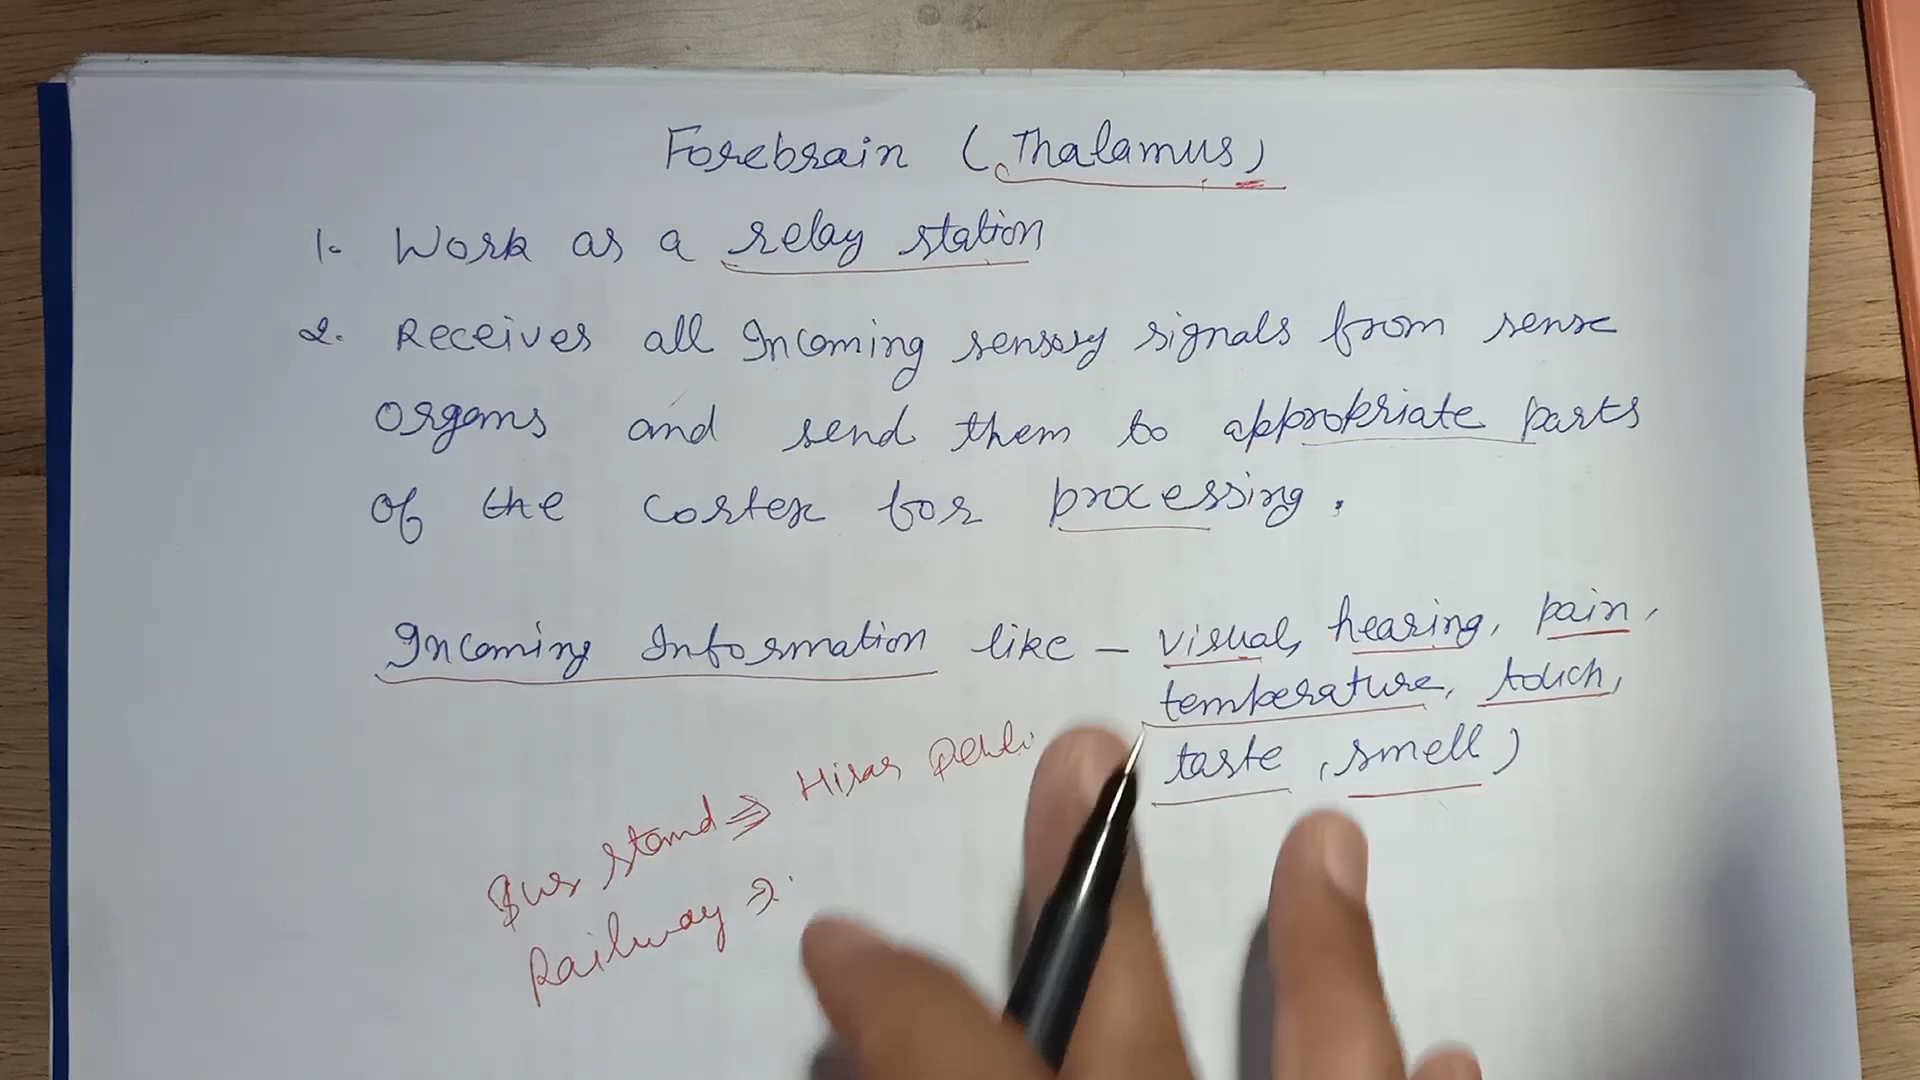 Forebrain (Thalamus)
1. Work as a relay station
2. Receives all Incoming sensory signals from sense
organs and send them to appropriate parts
of the cortex for processing.
Incoming Information like - visual, hearing, pain,
temperature, touch,
taste, smell)
Bus stand ⇒ Hisar Dehli
Railway ⇒